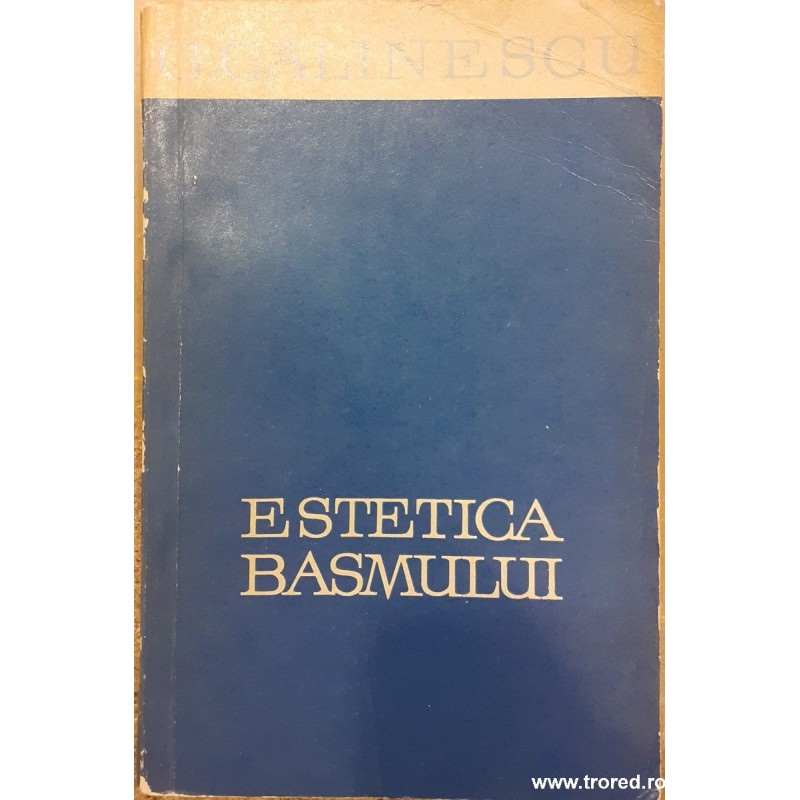 G.CALINESCU
ESTETICA
BASMULUI
www.trored.ro